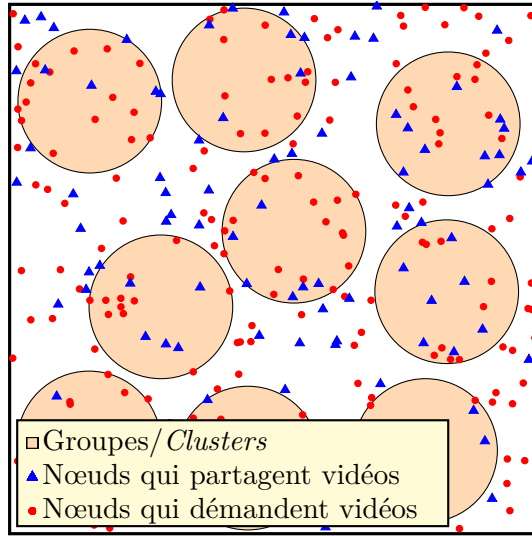 Groupes/Clusters
Nœuds qui partagent vidéos
Nœuds qui démandent vidéos